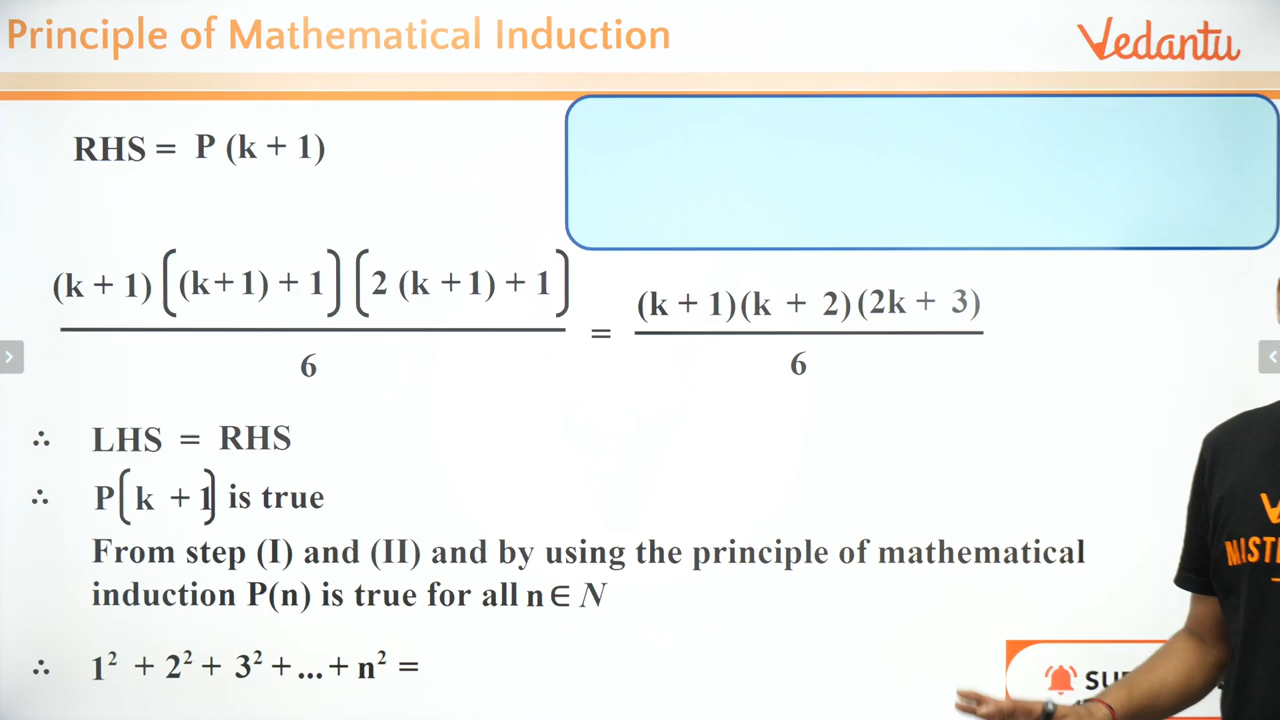 Principle of Mathematical Induction
Vedantu
RHS = P (k + 1)
(k + 1) [(k+1) + 1] [2 (k +1) + 1] / 6 = (k + 1)(k + 2)(2k + 3) / 6
∴ LHS = RHS
∴ P[k + 1] is true
From step (I) and (II) and by using the principle of mathematical
induction P(n) is true for all n ∈ N
∴ 1² + 2² + 3² + ... + n² =